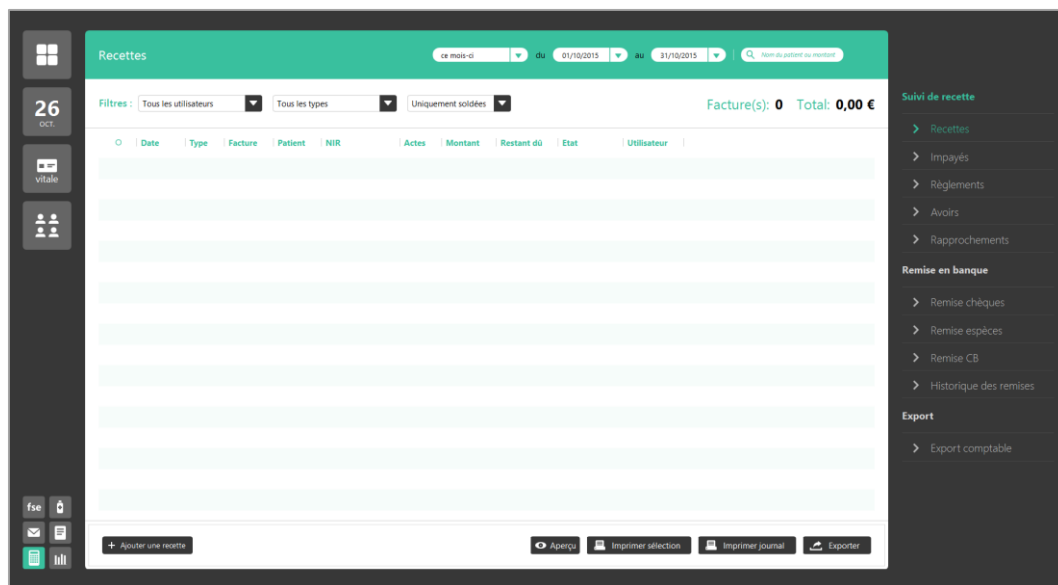 Recettes
ce mois-ci du 01/10/2015 au 31/10/2015 Nom du patient ou montant
26
OCT.
vitale
fse
Filtres : Tous les utilisateurs Tous les types Uniquement soldées Facture(s): 0 Total: 0,00 €
Date Type Facture Patient NIR Actes Montant Restant dû Etat Utilisateur
+ Ajouter une recette Aperçu Imprimer sélection Imprimer journal Exporter
Suivi de recette
Recettes
Impayés
Règlements
Avoirs
Rapprochements
Remise en banque
Remise chèques
Remise espèces
Remise CB
Historique des remises
Export
Export comptable